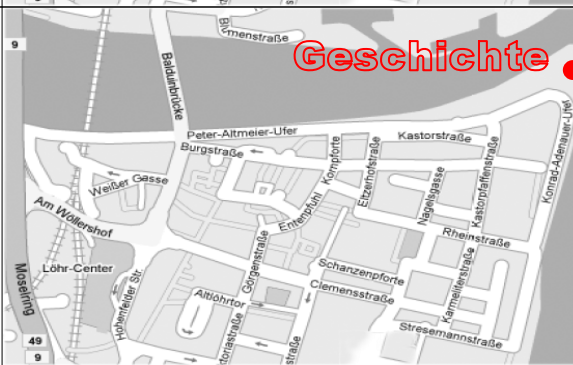 Blumenstraße
Geschichte
9
Balduinbrücke
Peter-Altmeier-Ufer
Kastorstraße
Burgstraße
Kornpforte
Eltzerhofstraße
Kastorpfaffenstraße
Konrad-Adenauer-Ufer
Weißer Gasse
Nagelsgasse
Am Wöllershof
Entenpfuhl
Rheinstraße
Görgenstraße
Löhr-Center
Moselring
Hohenfelder Str.
Schanzenpforte
Karmeliterstraße
Clemensstraße
Altlöhrtor
Stresemannstraße
49
9